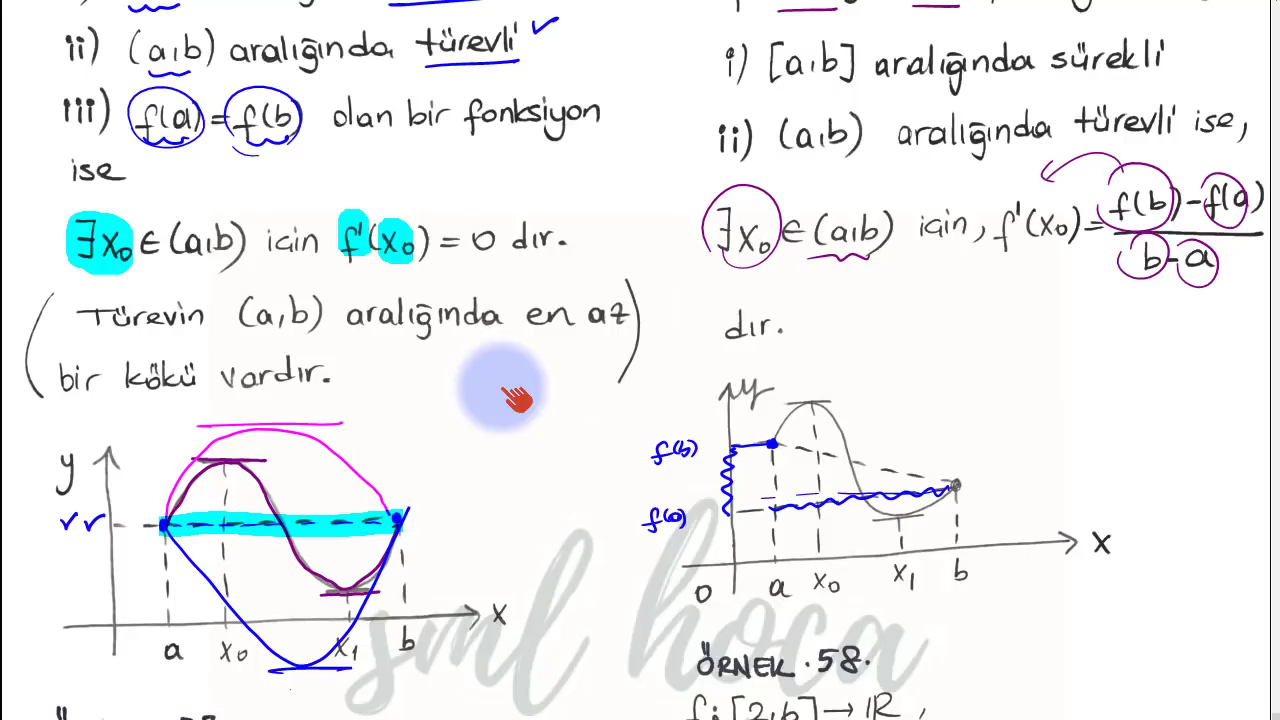 ii) (a,b) aralığında türevli ✓
iii) f(a) = f(b) olan bir fonksiyon
ise
∃x₀ ∈ (a,b) için f'(x₀) = 0 dır.
(Türevin (a,b) aralığında en az
bir kökü vardır.)
y
a x₀ x₁ b x
i) [a,b] aralığında sürekli
ii) (a,b) aralığında türevli ise,
∃x₀ ∈ (a,b) için, f'(x₀) = f(b) - f(a) / b - a
dır.
y
f(b)
f(a)
0 a x₀ x₁ b x
sml hoca
ÖRNEK.58.
f: [2,b] → IR,